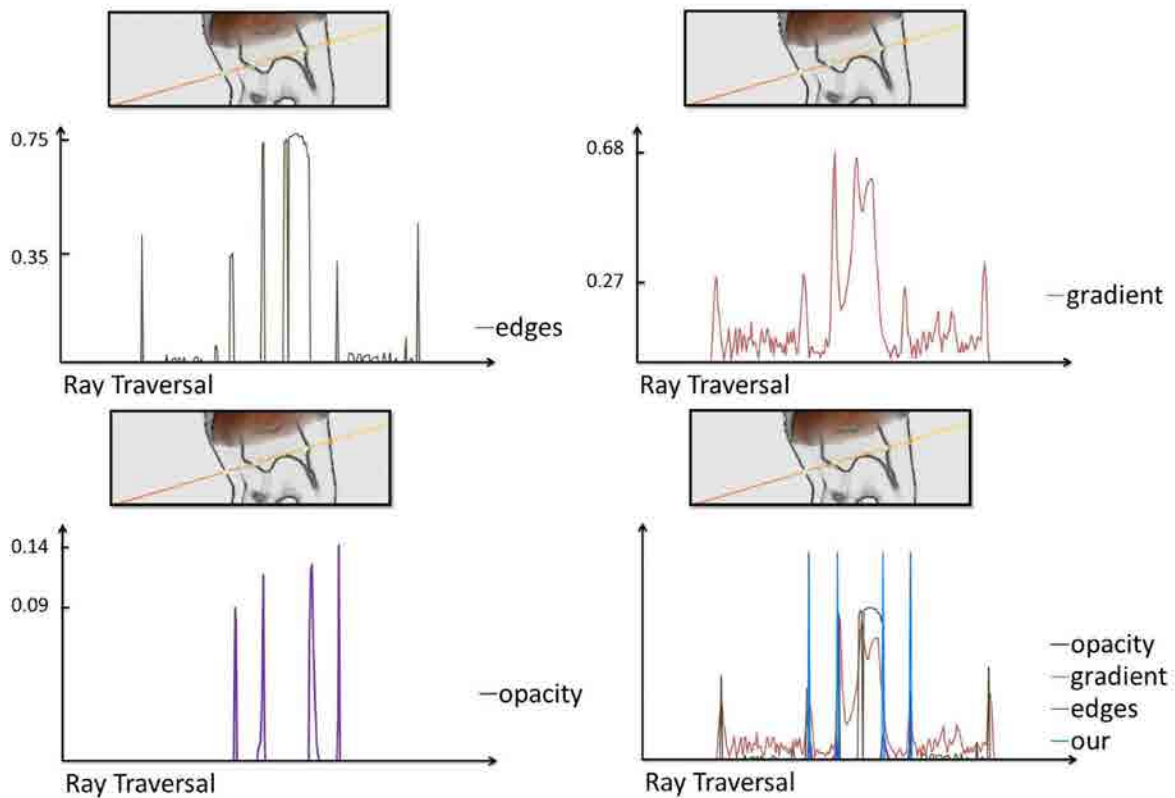 0.75
0.35
edges
Ray Traversal
0.68
0.27
gradient
Ray Traversal
0.14
0.09
opacity
Ray Traversal
opacity
gradient
edges
our
Ray Traversal